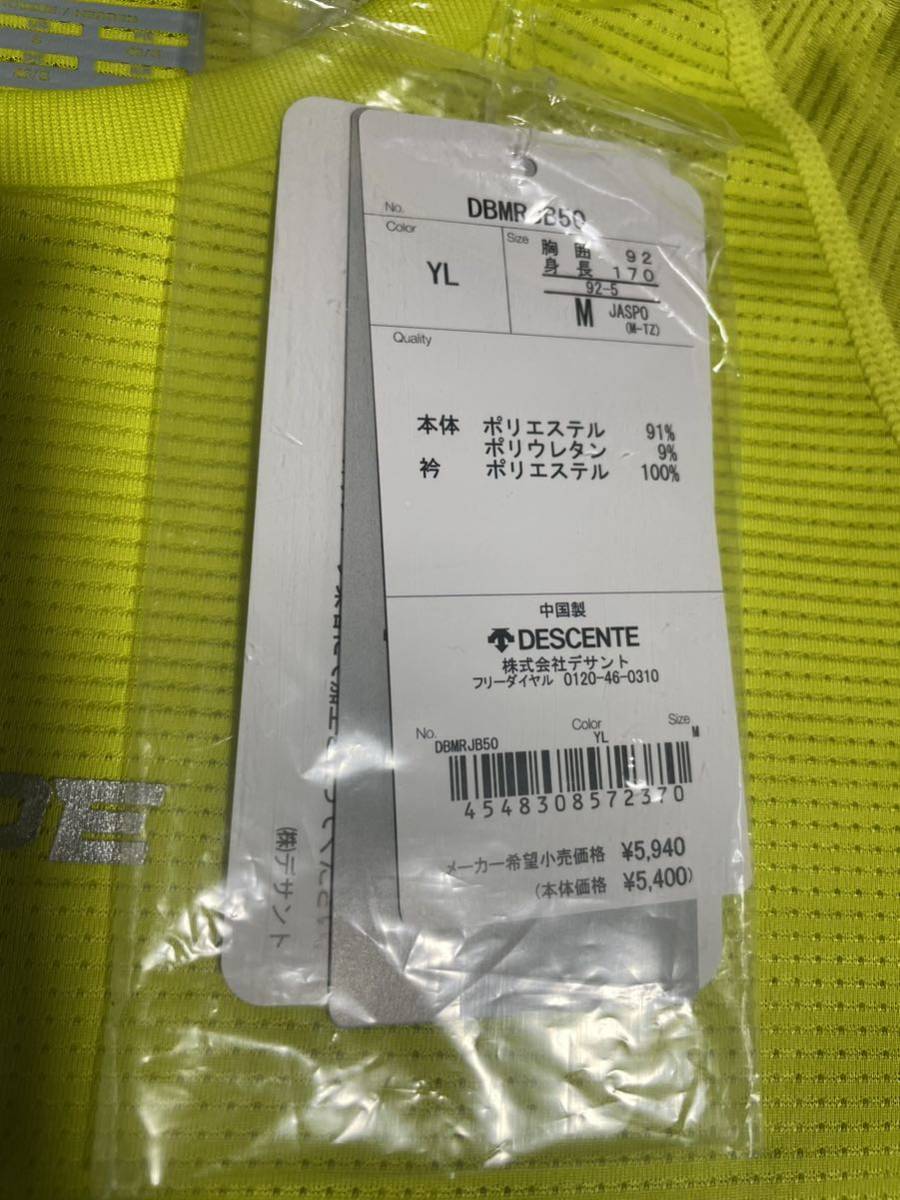 No. DBMRJB50
Color
YL
Size 胸囲 92
身長 170
92-5
M JASPO
(M-TZ)
Quality
本体 ポリエステル 91%
ポリウレタン 9%
衿 ポリエステル 100%
中国製
DESCENTE
株式会社デサント
フリーダイヤル 0120-46-0310
No. Color Size
DBMRJB50 YL M
4548308572370
メーカー希望小売価格 ¥5,940
(本体価格 ¥5,400)
㈱デサント